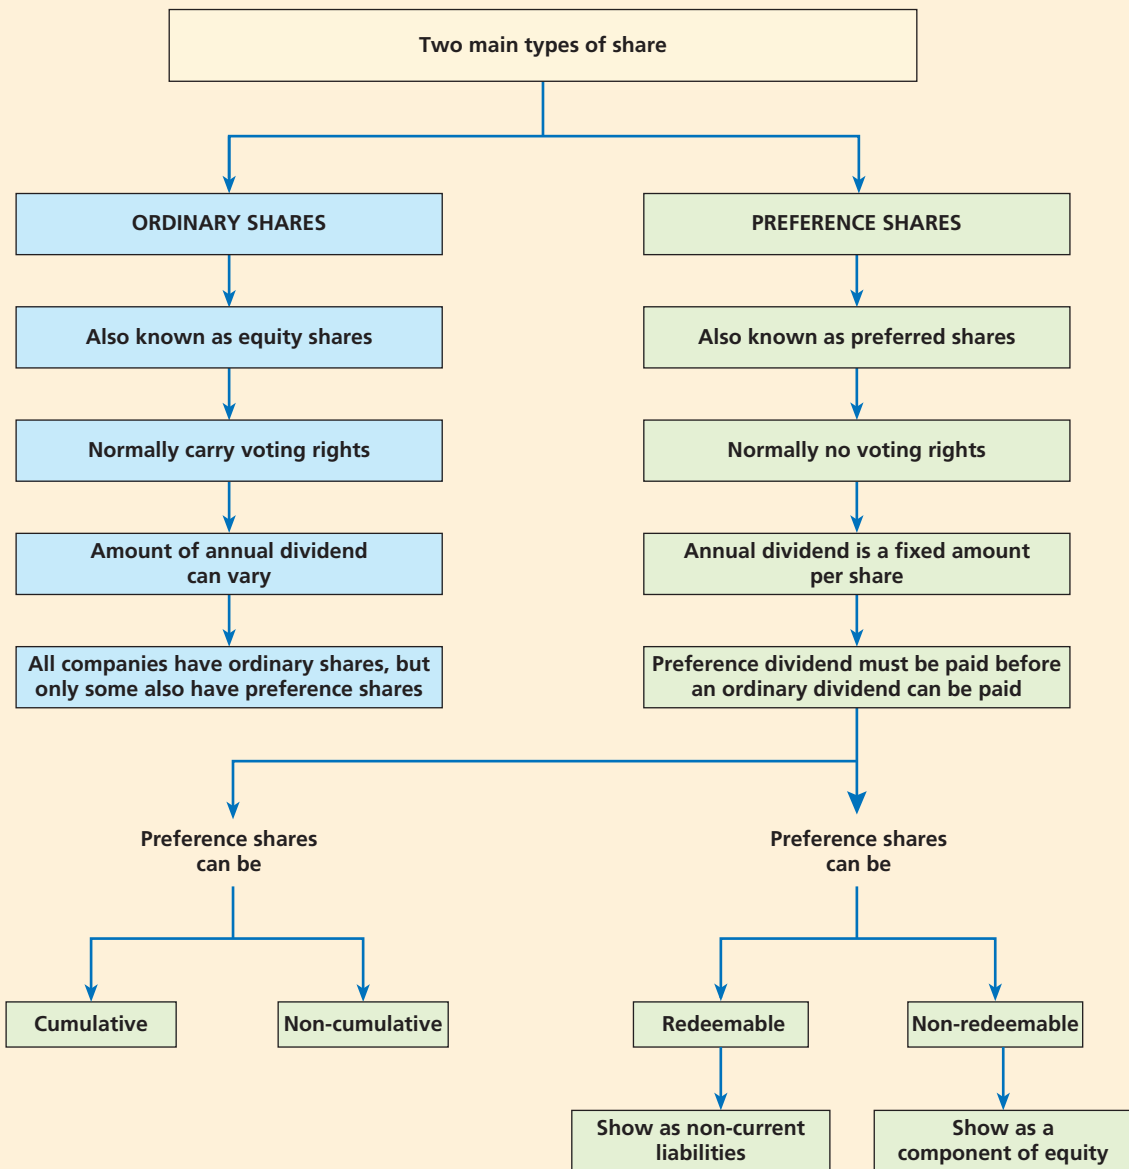 Two main types of share
ORDINARY SHARES
PREFERENCE SHARES
Also known as equity shares
Also known as preferred shares
Normally carry voting rights
Normally no voting rights
Amount of annual dividend
can vary
Annual dividend is a fixed amount
per share
All companies have ordinary shares, but
only some also have preference shares
Preference dividend must be paid before
an ordinary dividend can be paid
Preference shares
can be
Preference shares
can be
Cumulative
Non-cumulative
Redeemable
Non-redeemable
Show as non-current
liabilities
Show as a
component of equity